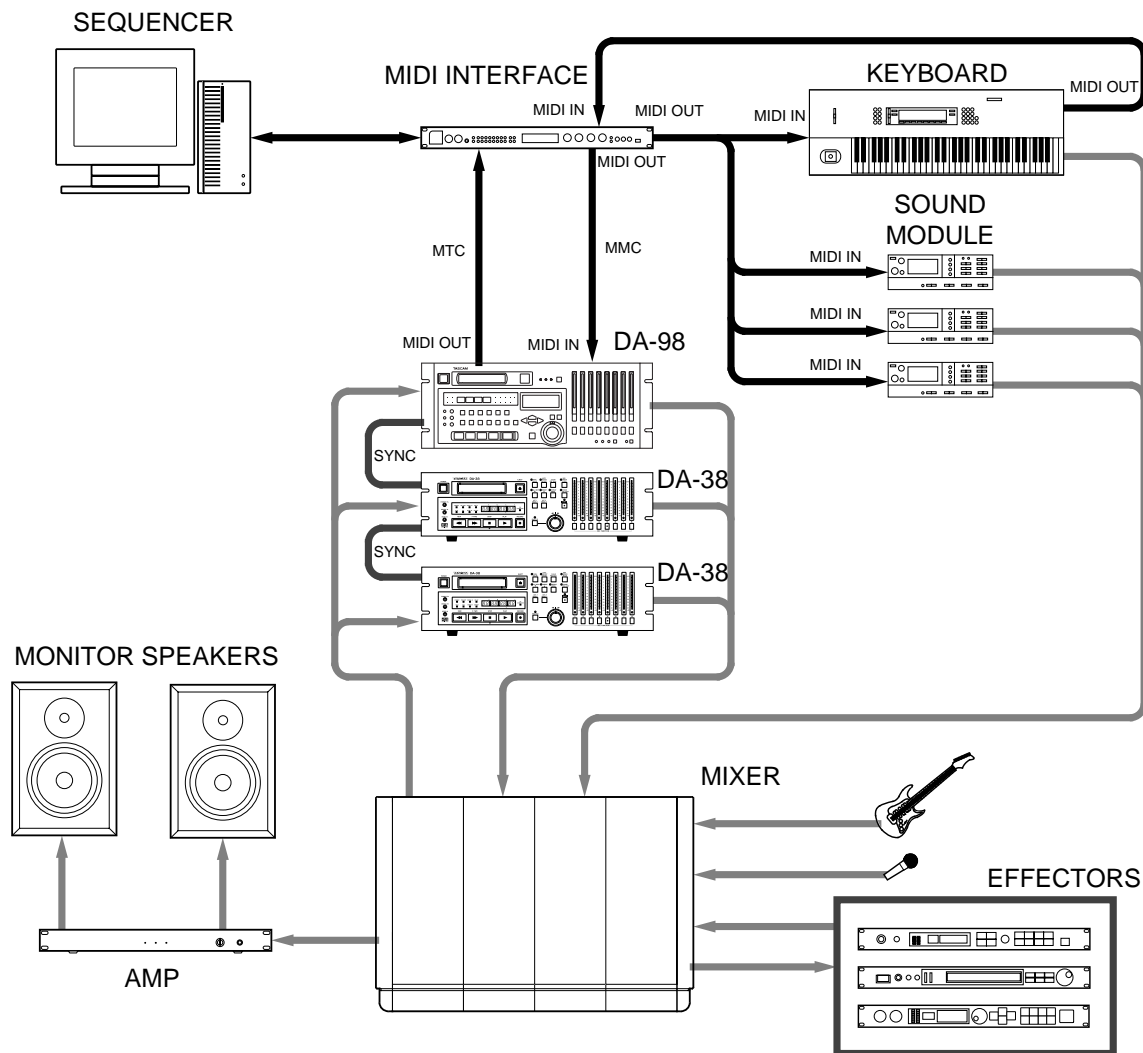 SEQUENCER
MIDI INTERFACE
KEYBOARD
MIDI OUT
MIDI IN
MIDI OUT
MIDI IN
MIDI OUT
SOUND
MODULE
MTC
MMC
MIDI IN
MIDI IN
MIDI OUT
MIDI IN
DA-98
MIDI IN
TASCAM
SYNC
DA-38
SYNC
DA-38
MONITOR SPEAKERS
MIXER
EFFECTORS
AMP